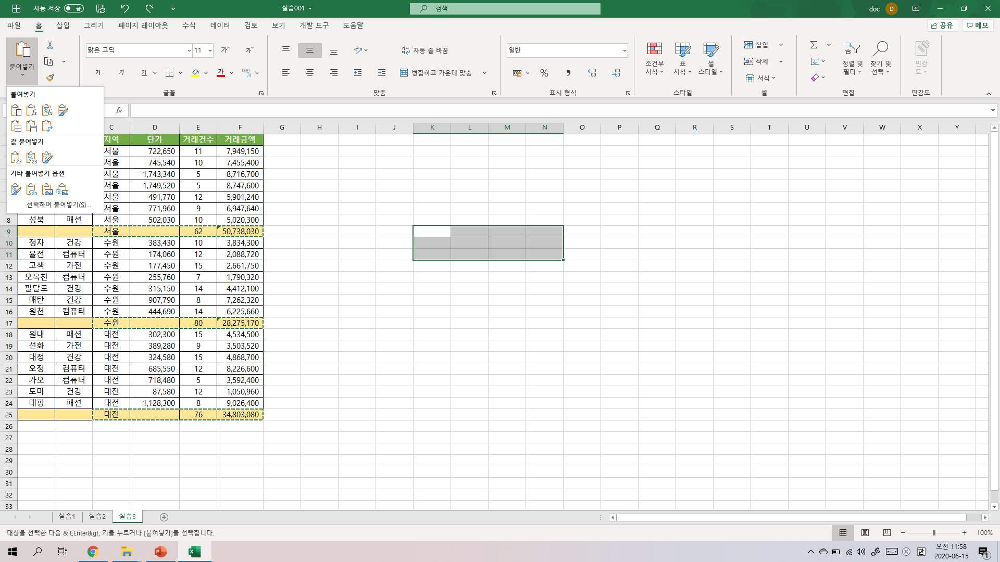 자동 저장 끔 실습001 검색 doc D
파일 홈 삽입 그리기 페이지 레이아웃 수식 데이터 검토 보기 개발 도구 도움말 공유 메모
붙여넣기 맑은 고딕 11 가 가 자동 줄 바꿈 일반 조건부 서식 표 서식 셀 스타일 삽입 정렬 및 필터 찾기 및 선택 민감도
삭제
가 가 가 가 내천 병합하고 가운데 맞춤 % 서식
글꼴 맞춤 표시 형식 스타일 셀 편집 민감도
붙여넣기
값 붙여넣기
기타 붙여넣기 옵션
선택하여 붙여넣기(S)...
fx
C D E F G H I J K L M N O P Q R S T U V W X Y
지역 단가 거래건수 거래금액
서울 722,650 11 7,949,150
서울 745,540 10 7,455,400
서울 1,743,340 5 8,716,700
서울 1,749,520 5 8,747,600
서울 491,770 12 5,901,240
서울 771,960 9 6,947,640
8 성북 패션 서울 502,030 10 5,020,300
9 서울 62 50,738,030
10 정자 건강 수원 383,430 10 3,834,300
11 율전 컴퓨터 수원 174,060 12 2,088,720
12 고색 가전 수원 177,450 15 2,661,750
13 오목천 컴퓨터 수원 255,760 7 1,790,320
14 팔달로 건강 수원 315,150 14 4,412,100
15 매탄 건강 수원 907,790 8 7,262,320
16 원천 컴퓨터 수원 444,690 14 6,225,660
17 수원 80 28,275,170
18 원내 패션 대전 302,300 15 4,534,500
19 선화 가전 대전 389,280 9 3,503,520
20 대정 건강 대전 324,580 15 4,868,700
21 오정 컴퓨터 대전 685,550 12 8,226,600
22 가오 컴퓨터 대전 718,480 5 3,592,400
23 도마 건강 대전 87,580 12 1,050,960
24 태평 패션 대전 1,128,300 8 9,026,400
25 대전 76 34,803,080
26
27
28
29
30
31
32
33
실습1 실습2 실습3
대상을 선택한 다음 &lt;Enter&gt; 키를 누르거나 [붙여넣기]를 선택합니다. 100%
오전 11:58
한 2020-06-15 1